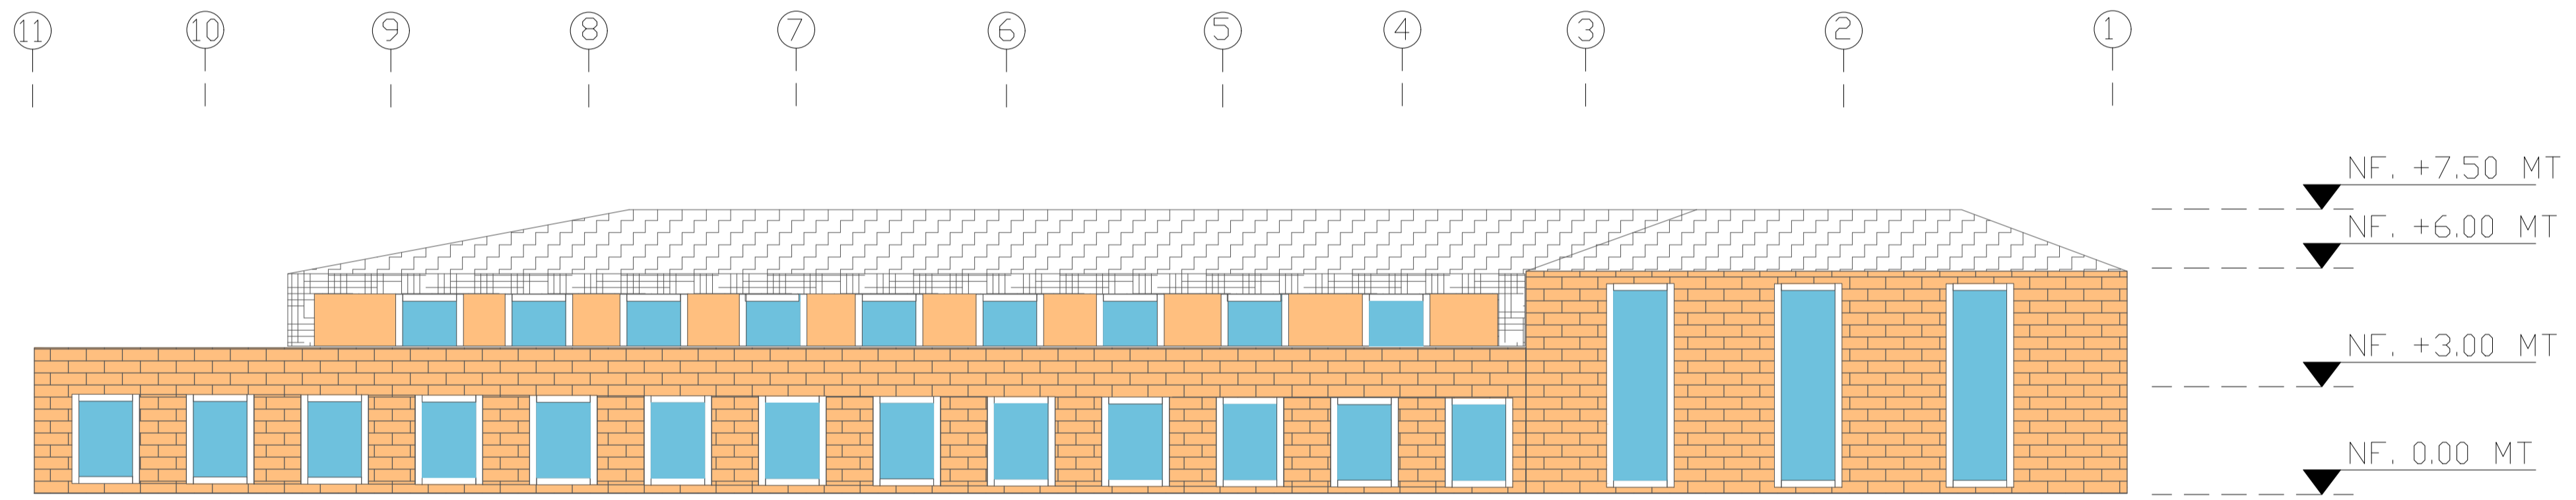 11 10 9 8 7 6 5 4 3 2 1
NF. +7.50 MT
NF. +6.00 MT
NF. +3.00 MT
NF. 0.00 MT